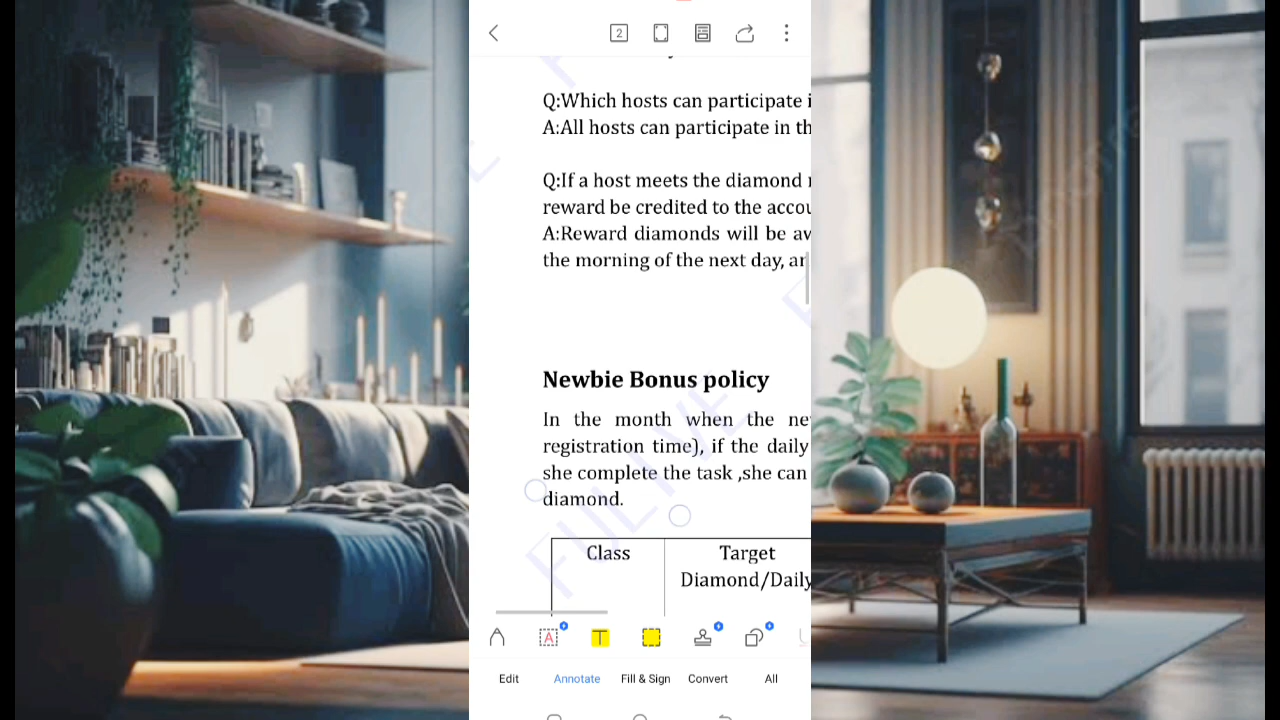 2
Q:Which hosts can participate i
A:All hosts can participate in th
Q:If a host meets the diamond
reward be credited to the accou
A:Reward diamonds will be av
the morning of the next day, an
Newbie Bonus policy
In the month when the nev
registration time), if the daily
she complete the task ,she can
diamond.
Class
Target
Diamond/Daily
A
T
Edit
Annotate
Fill & Sign
Convert
All